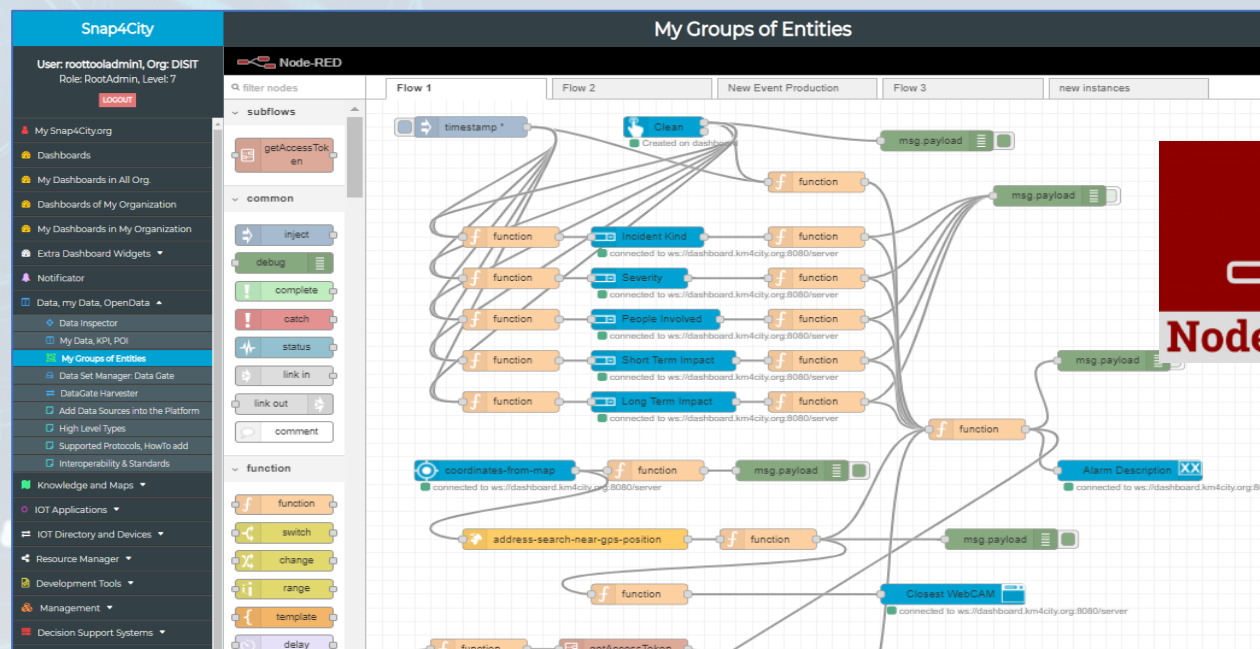 Snap4City
My Groups of Entities
User: roottooladmin1, Org: DISIT
Role: RootAdmin, Level: 7
LOGOUT
My Snap4City.org
Dashboards
My Dashboards in All Org.
Dashboards of My Organization
My Dashboards in My Organization
Extra Dashboard Widgets
Notificator
Data, my Data, OpenData
Data Inspector
My Data, KPI, POI
My Groups of Entities
Data Set Manager: Data Gate
DataGate Harvester
Add Data Sources into the Platform
High Level Types
Supported Protocols, HowTo add
Interoperability & Standards
Knowledge and Maps
IOT Applications
IOT Directory and Devices
Resource Manager
Development Tools
Management
Decision Support Systems
Node-RED
filter nodes
subflows
getAccessTok
en
common
inject
debug
complete
catch
status
link in
link out
comment
function
function
switch
change
range
template
delay
Flow 1
Flow 2
New Event Production
Flow 3
new instances
timestamp *
Clean
Created on dashboard
msg.payload
function
msg.payload
function
Incident Kind
function
connected to ws://dashboard.km4city.org:8080/server
function
Severity
function
connected to ws://dashboard.km4city.org:8080/server
function
People Involved
function
connected to ws://dashboard.km4city.org:8080/server
function
Short Term Impact
function
connected to ws://dashboard.km4city.org:8080/server
function
Long Term Impact
function
connected to ws://dashboard.km4city.org:8080/server
msg.payload
Node
function
coordinates-from-map
function
msg.payload
connected to ws://dashboard.km4city.org:8080/server
Alarm Description
connected to ws://dashboard.km4city.org:8
address-search-near-gps-position
function
msg.payload
function
Closest WebCAM
connected to ws://dashboard.km4city.org:8080/server
function
getAccessToken